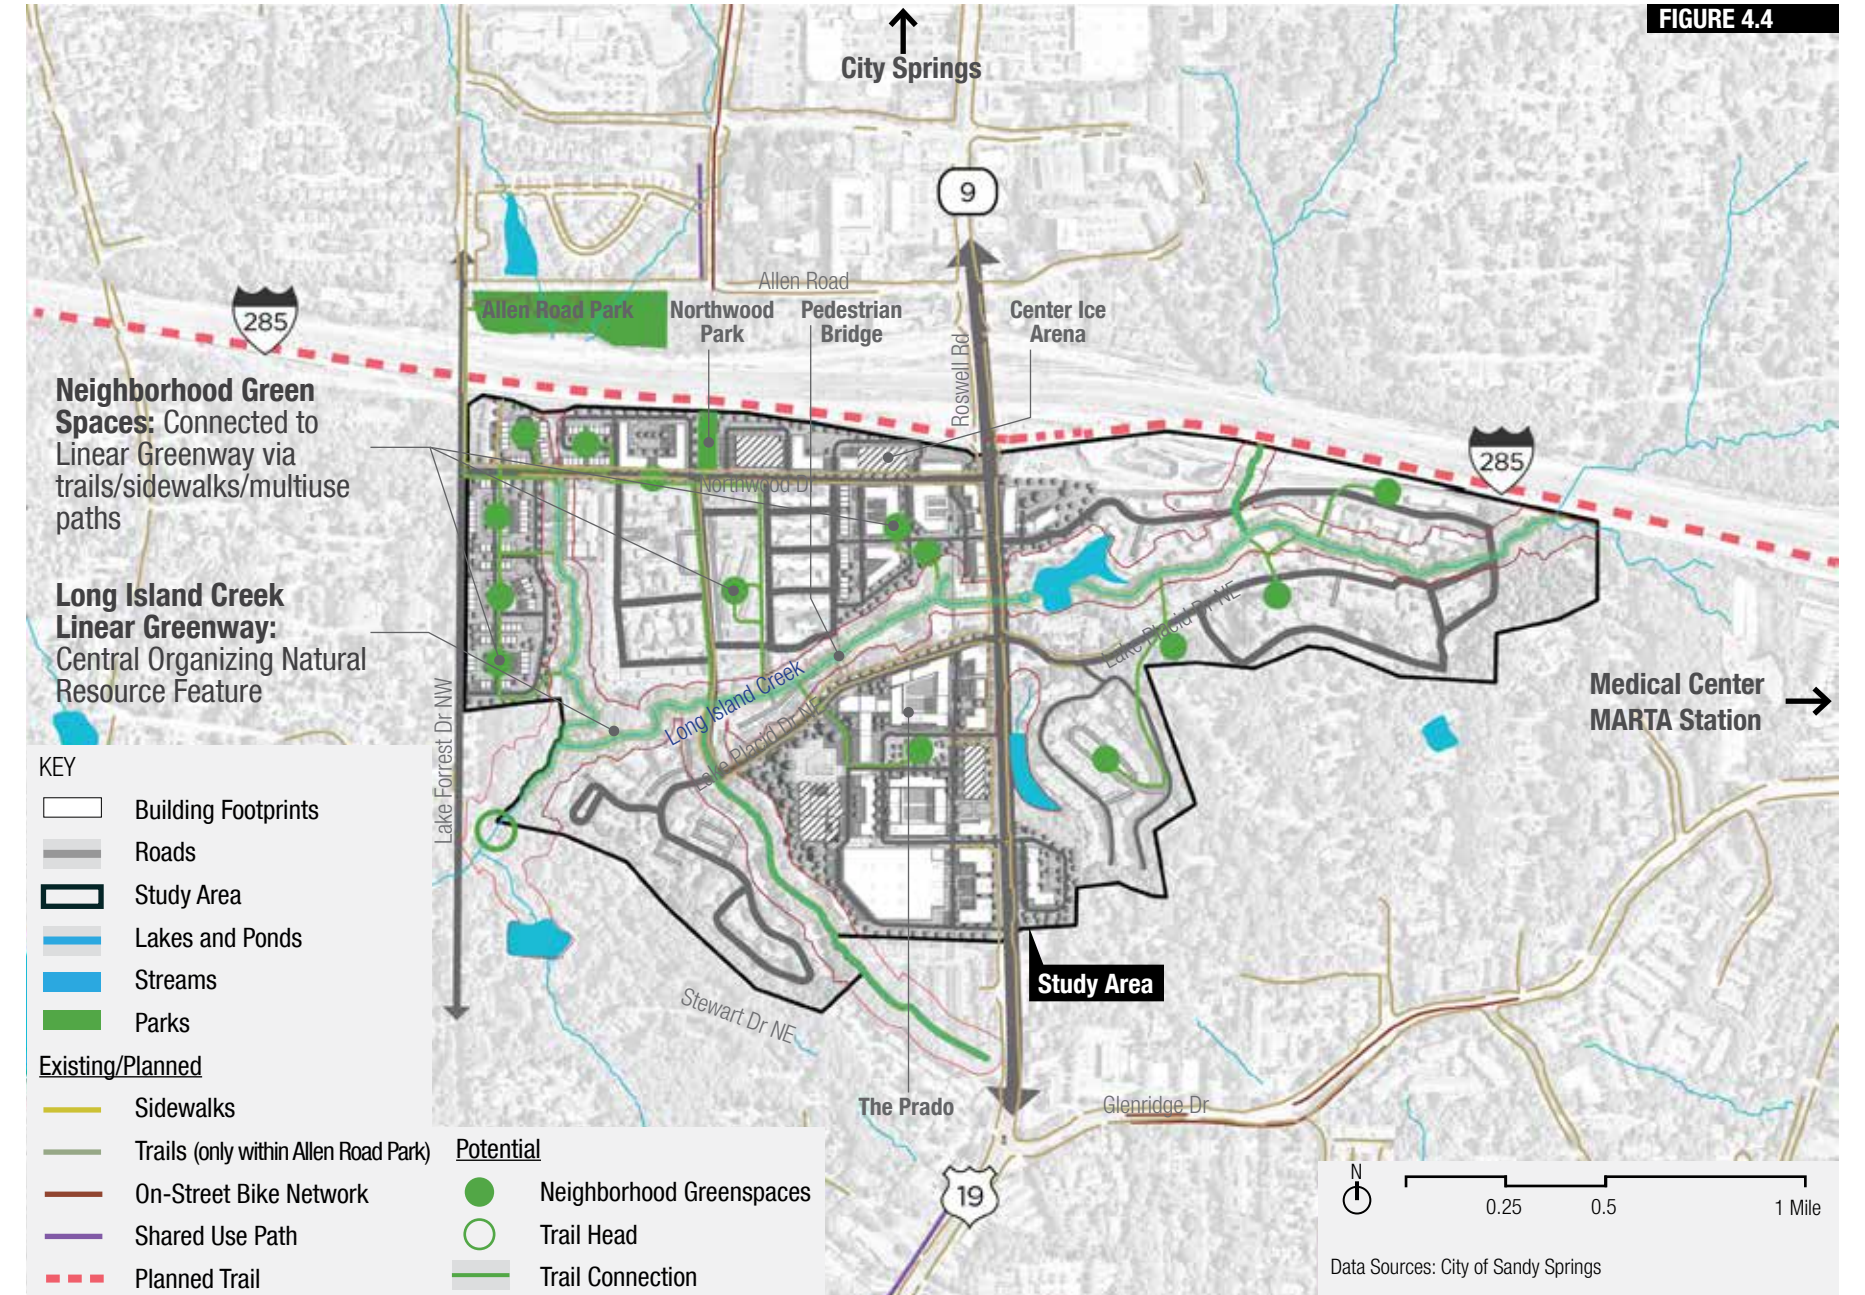 FIGURE 4.4
City Springs
9
Allen Road
285
Allen Road Park
Northwood
Park
Pedestrian
Bridge
Center Ice
Arena
Roswell Rd
Neighborhood Green
Spaces: Connected to
Linear Greenway via
trails/sidewalks/multiuse
paths
285
Northwood Dr
Long Island Creek
Linear Greenway:
Central Organizing Natural
Resource Feature
Lake Placid Dr NE
Long Island Creek
Lake Placid Dr NE
Lake Forrest Dr NW
Medical Center
MARTA Station
Study Area
Stewart Dr NE
The Prado
Glenridge Dr
19
KEY
Building Footprints
Roads
Study Area
Lakes and Ponds
Streams
Parks
Existing/Planned
Sidewalks
Trails (only within Allen Road Park)
On-Street Bike Network
Shared Use Path
Planned Trail
Potential
Neighborhood Greenspaces
Trail Head
Trail Connection
N
0.25 0.5 1 Mile
Data Sources: City of Sandy Springs